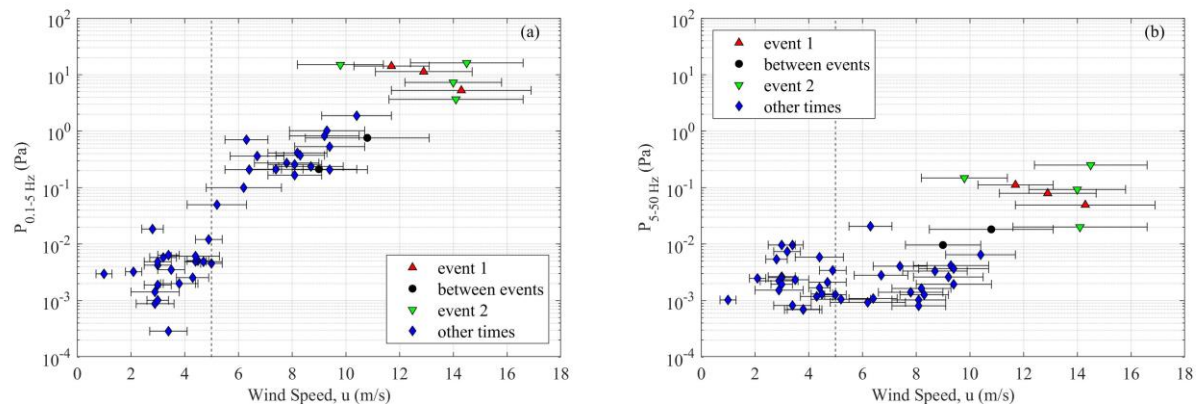 10^2
(a)
10^1
10^0
10^-1
10^-2
10^-3
10^-4
P_0.1-5 Hz (Pa)
event 1
between events
event 2
other times
0 2 4 6 8 10 12 14 16 18
Wind Speed, u (m/s)
10^2
(b)
event 1
between events
event 2
other times
10^1
10^0
10^-1
10^-2
10^-3
10^-4
P_5-50 Hz (Pa)
0 2 4 6 8 10 12 14 16 18
Wind Speed, u (m/s)